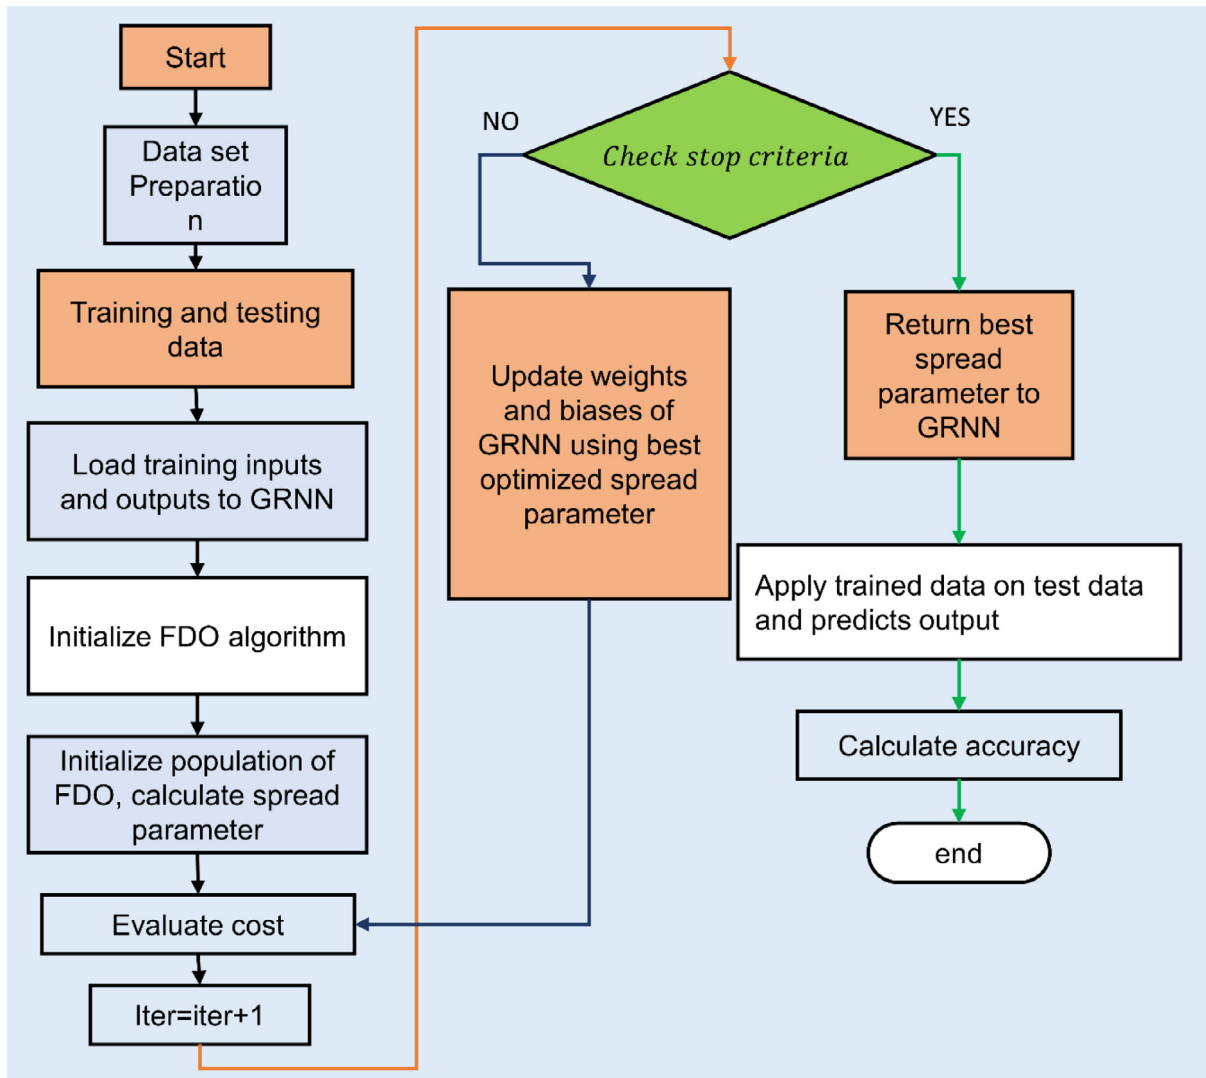 Start
Data set
Preparatio
n
Training and testing
data
Load training inputs
and outputs to GRNN
Initialize FDO algorithm
Initialize population of
FDO, calculate spread
parameter
Evaluate cost
Iter=iter+1
NO
Check stop criteria
YES
Update weights
and biases of
GRNN using best
optimized spread
parameter
Return best
spread
parameter to
GRNN
Apply trained data on test data
and predicts output
Calculate accuracy
end